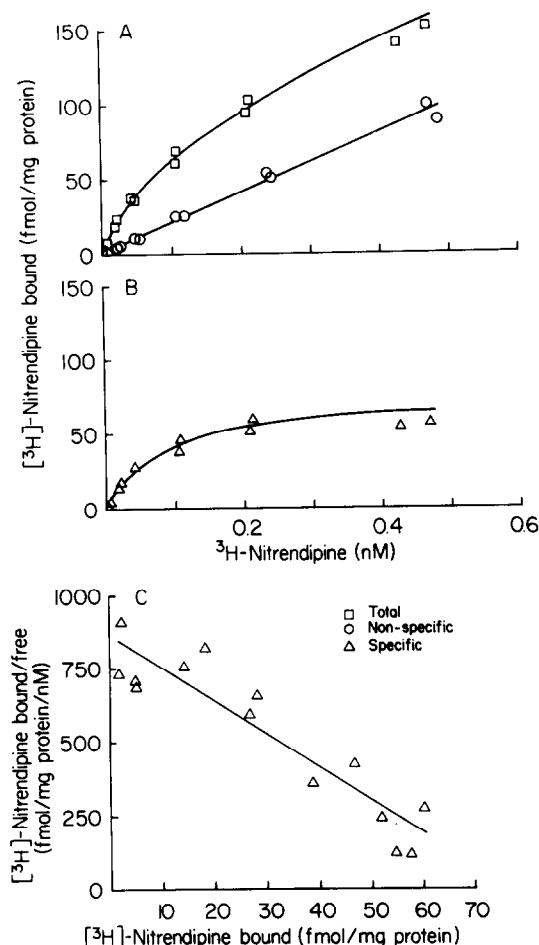 A
150
100
50
0
[³H]-Nitrendipine bound (fmol/mg protein)
B
150
100
50
0
0.2
0.4
0.6
³H-Nitrendipine (nM)
C
1000
750
500
250
0
[³H]-Nitrendipine bound/free
(fmol/mg protein/nM)
Total
Non-specific
Specific
10
20
30
40
50
60
70
[³H]-Nitrendipine bound (fmol/mg protein)